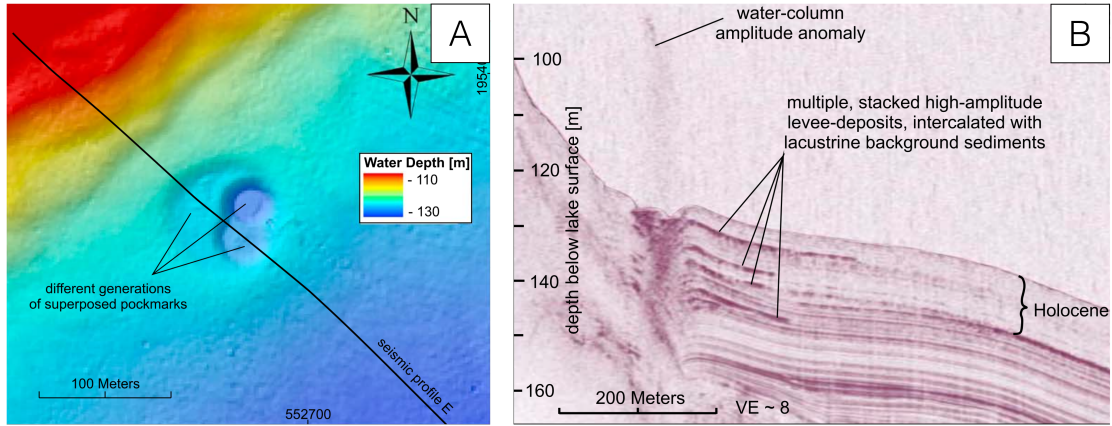 A
N
19540
Water Depth [m]
- 110
- 130
different generations
of superposed pockmarks
seismic profile E
100 Meters
552700
B
water-column
amplitude anomaly
100
multiple, stacked high-amplitude
levee-deposits, intercalated with
lacustrine background sediments
depth below lake surface [m]
120
140
Holocene
160
200 Meters
VE ~ 8